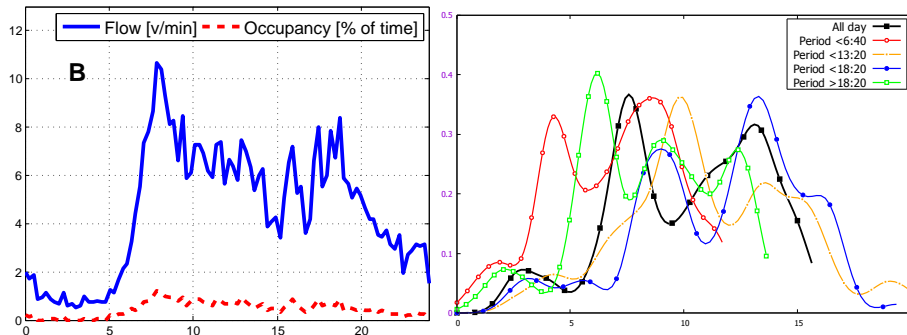 Flow [v/min] Occupancy [% of time]
B
12
10
8
6
4
2
0
0 5 10 15 20
0.5
0.4
0.3
0.2
0.1
0
0 5 10 15
All day
Period <6:40
Period <13:20
Period <18:20
Period >18:20